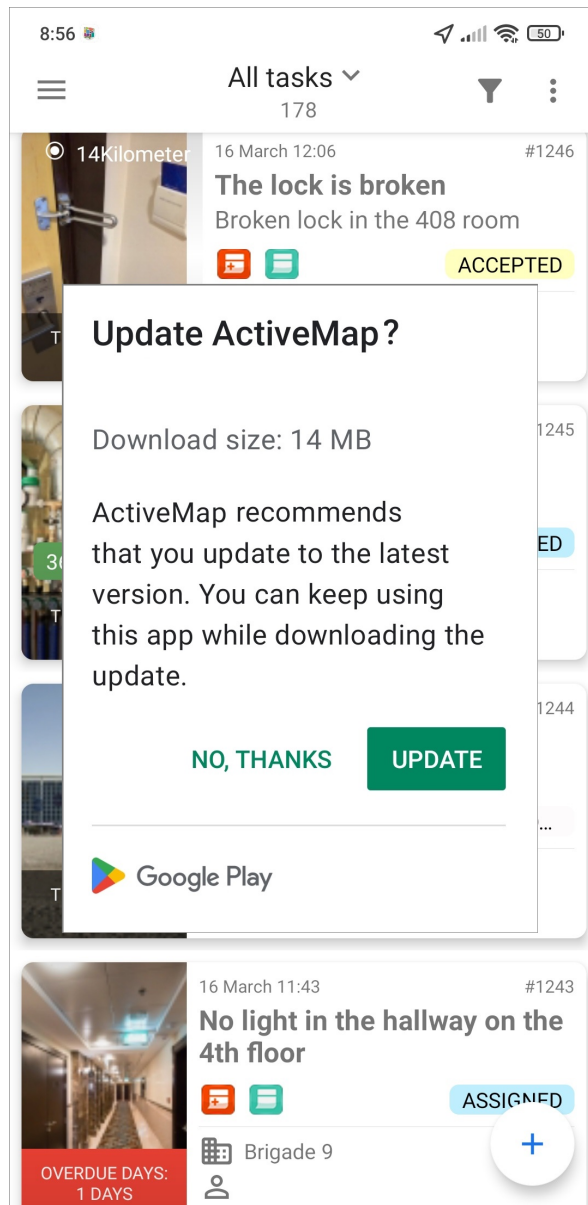 8:56
50
All tasks
178
14Kilometer
16 March 12:06
#1246
The lock is broken
Broken lock in the 408 room
ACCEPTED
T
Update ActiveMap?
1245
Download size: 14 MB
ActiveMap recommends
that you update to the latest
ED
36
version. You can keep using
T
this app while downloading the
update.
1244
NO, THANKS
UPDATE
...
Google Play
T
16 March 11:43
#1243
No light in the hallway on the
4th floor
ASSIGNED
Brigade 9
+
OVERDUE DAYS:
1 DAYS